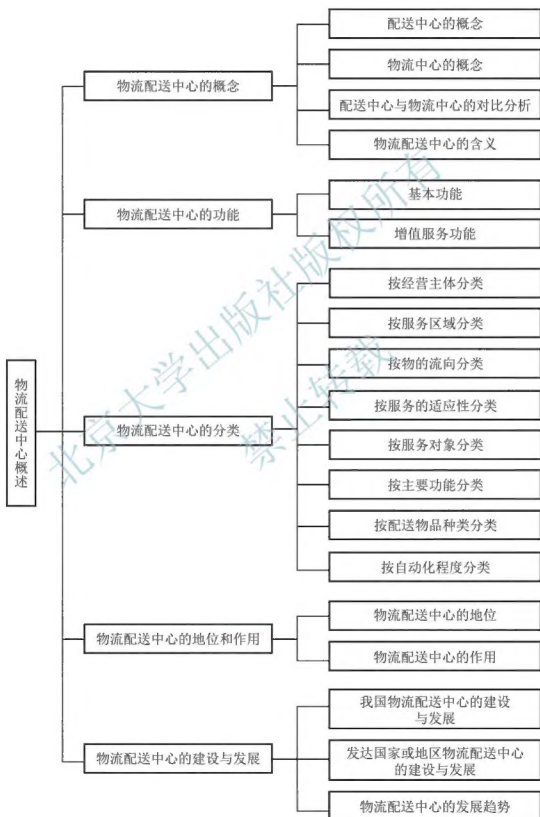 物流配送中心概述
物流配送中心的概念
配送中心的概念
物流中心的概念
配送中心与物流中心的对比分析
物流配送中心的含义
物流配送中心的功能
基本功能
增值服务功能
物流配送中心的分类
按经营主体分类
按服务区域分类
按物的流向分类
按服务的适应性分类
按服务对象分类
按主要功能分类
按配送物品种类分类
按自动化程度分类
物流配送中心的地位和作用
物流配送中心的地位
物流配送中心的作用
物流配送中心的建设与发展
我国物流配送中心的建设
与发展
发达国家或地区物流配送中心
的建设与发展
物流配送中心的发展趋势
北京大学出版社版权所有
禁止转载